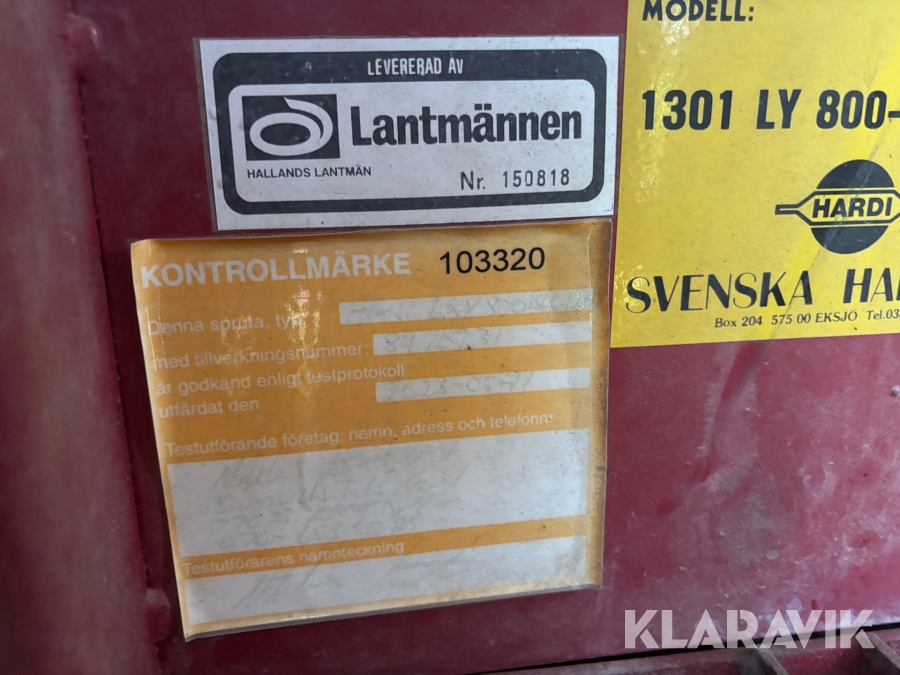 LEVERERAD AV
Lantmännen
HALLANDS LANTMÄN
Nr. 150818
MODELL:
1301 LY 800-
HARDI
SVENSKA HA
Box 204 575 00 EKSJÖ Tel.03
KONTROLLMÄRKE 103320
Denna spruta, typ
med tillverkningsnummer:
är godkänd enligt testprotokoll
utfärdat den
Testutförande företag: namn, adress och telefonnr
Testutförarens namnteckning
KLARAVIK